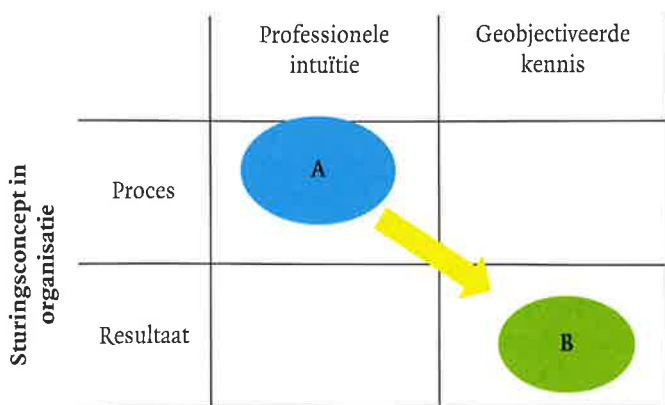 Professionele
intuïtie
Geobjectiveerde
kennis
Sturingsconcept in
organisatie
Proces
A
Resultaat
B